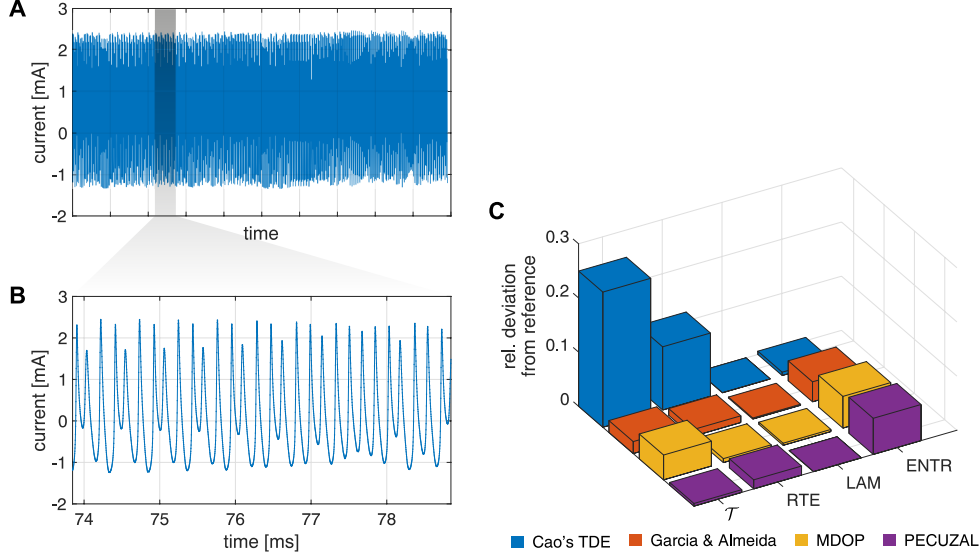 A
3
2
1
0
-1
-2
current [mA]
time
B
3
2
1
0
-1
-2
current [mA]
74 75 76 77 78
time [ms]
C
0.3
0.2
0.1
0
rel. deviation
from reference
𝒯
RTE
LAM
ENTR
Cao's TDE Garcia & Almeida MDOP PECUZAL